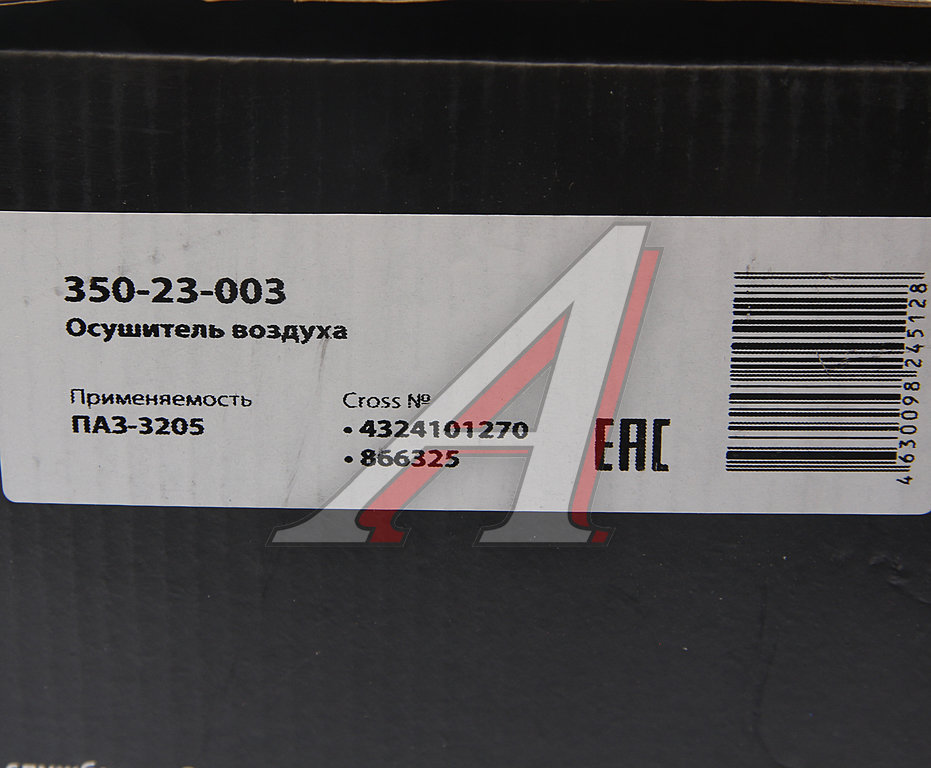 350-23-003
Осушитель воздуха
Применяемость
ПАЗ-3205
Cross №
• 4324101270
• 866325
EAC
4630098245128